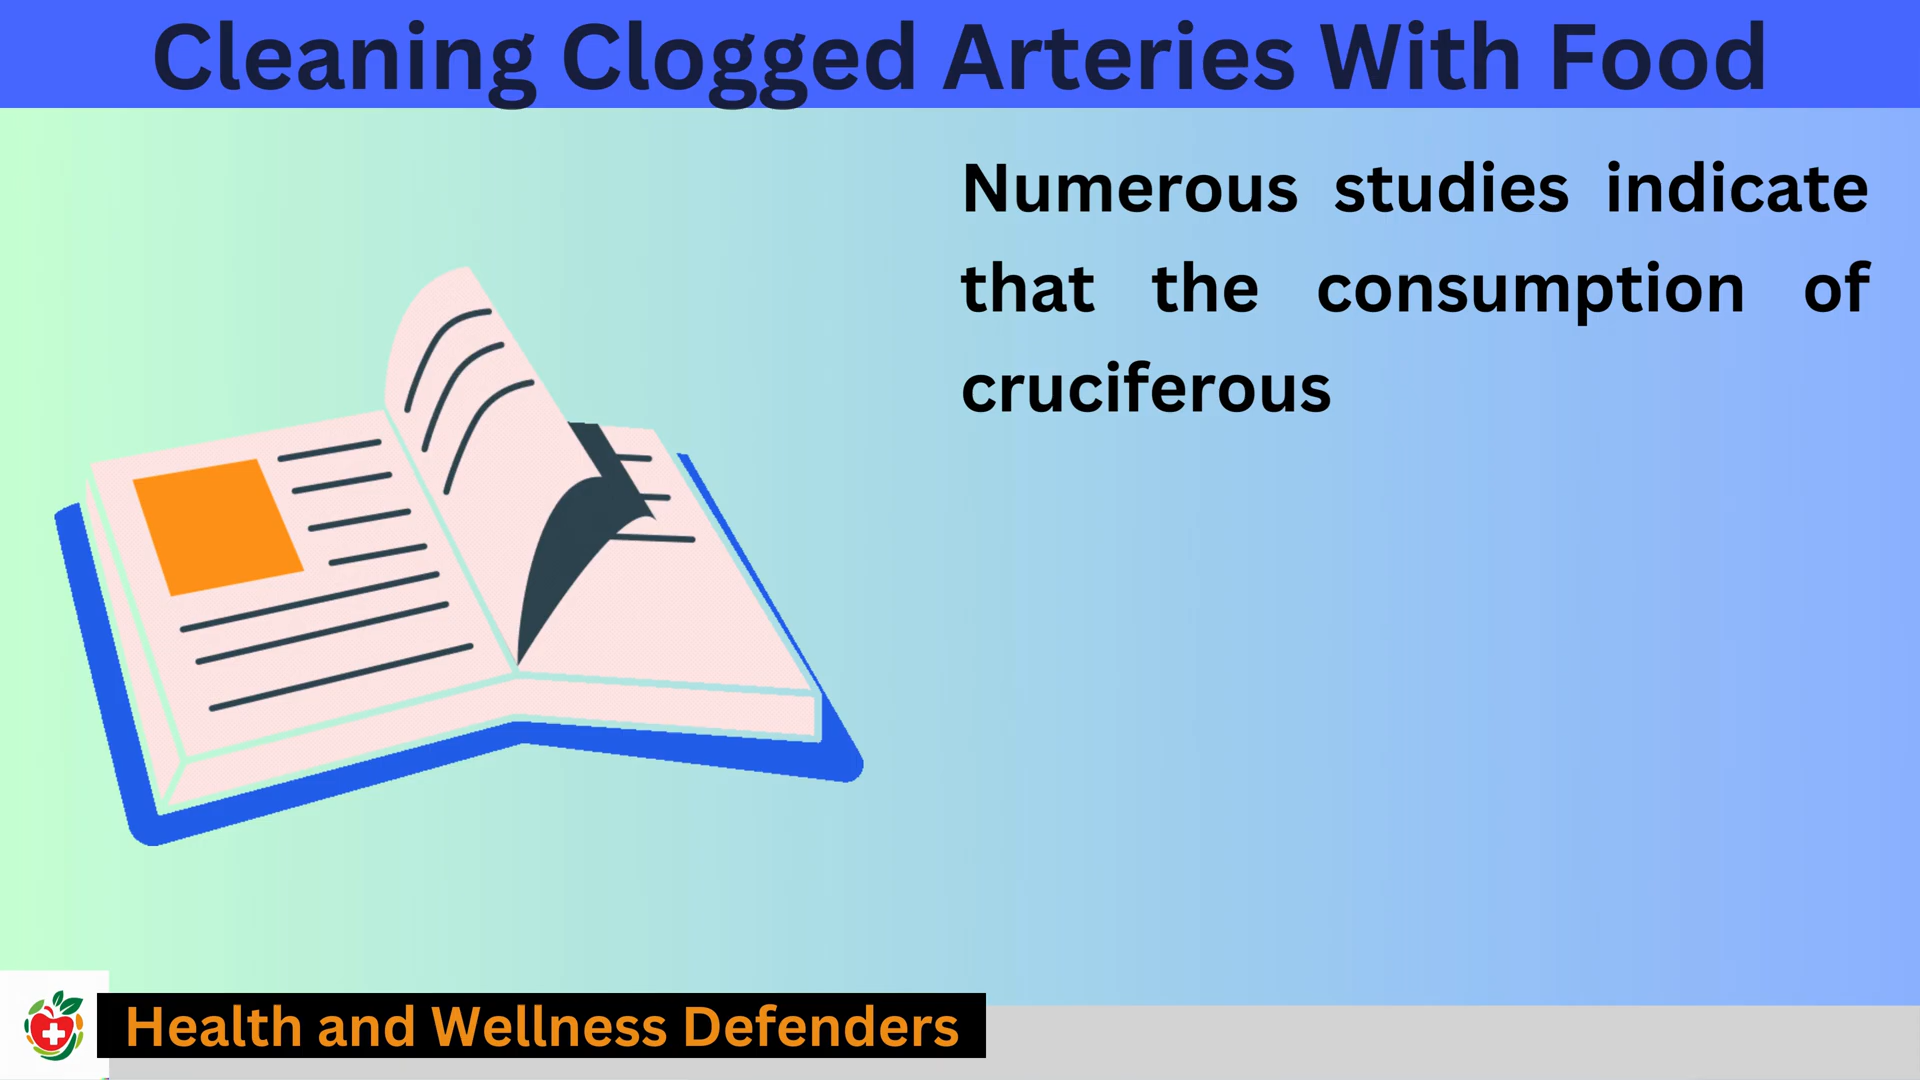 Cleaning Clogged Arteries With Food
Numerous studies indicate
that the consumption of
cruciferous
Health and Wellness Defenders